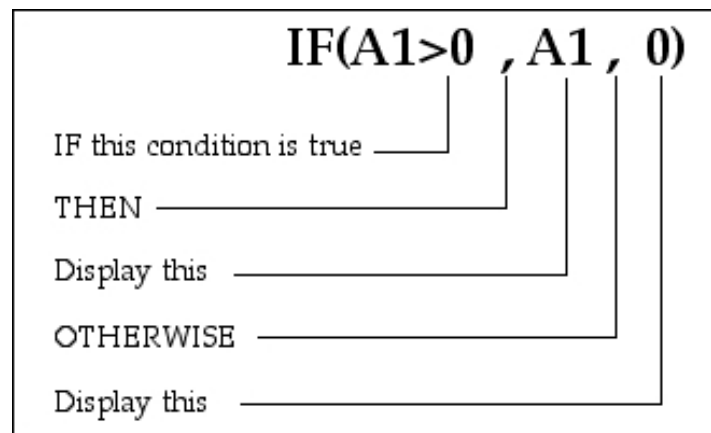 IF(A1>0 , A1 , 0)
IF this condition is true
THEN
Display this
OTHERWISE
Display this